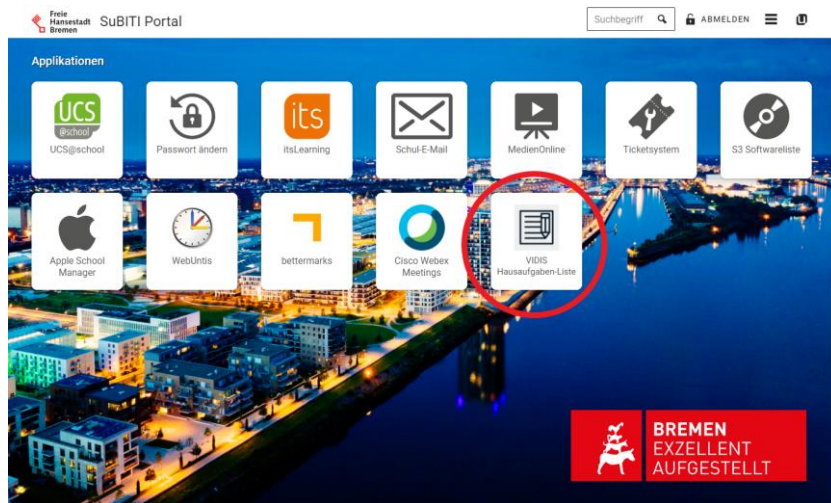 Freie
Hansestadt
Bremen
SuBITI Portal
Suchbegriff
ABMELDEN
Applikationen
UCS
@school
UCS@school
Passwort ändern
its
itsLearning
Schul-E-Mail
MedienOnline
Ticketsystem
S3 Softwareliste
Apple School
Manager
WebUntis
bettermarks
Cisco Webex
Meetings
VIDIS
Hausaufgaben-Liste
BREMEN
EXZELLENT
AUFGESTELLT